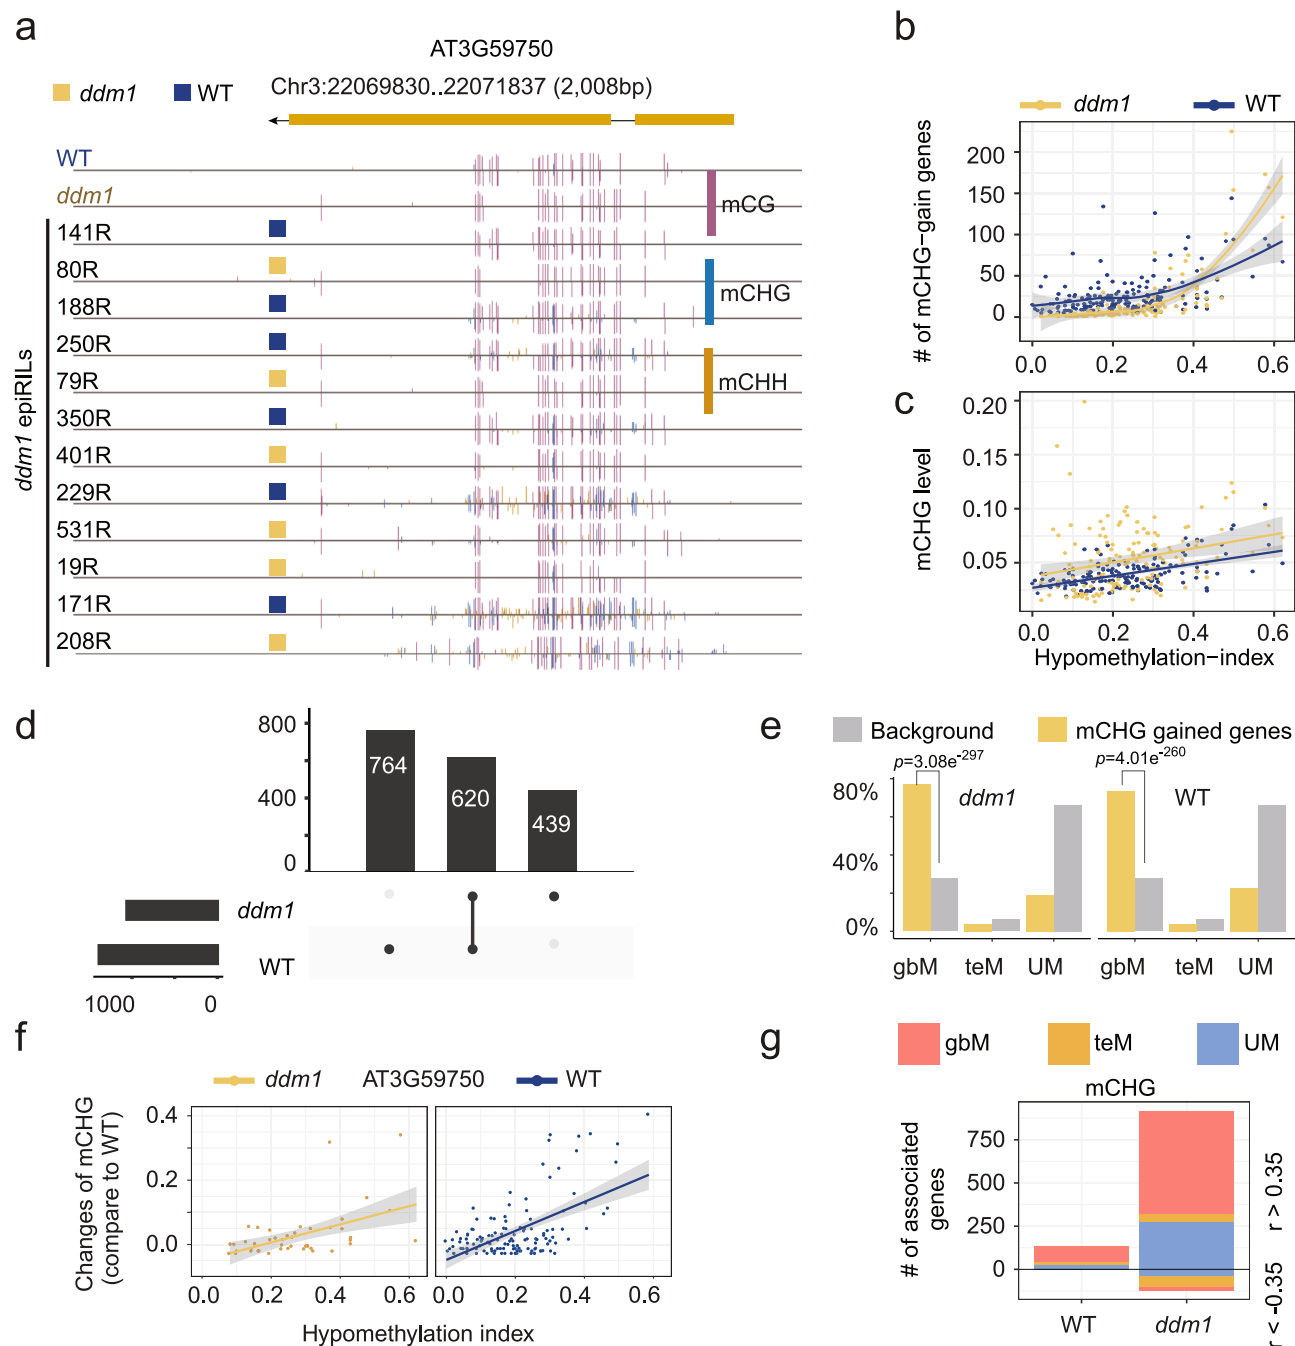 a
AT3G59750
Chr3:22069830..22071837 (2,008bp)
ddm1
WT
WT
ddm1
141R
80R
188R
250R
79R
350R
401R
229R
531R
19R
171R
208R
ddm1 epiRILs
mCG
mCHG
mCHH
b
ddm1
WT
# of mCHG−gain genes
200
150
100
50
0
0.0 0.2 0.4 0.6
c
mCHG level
0.20
0.15
0.10
0.05
0.0 0.2 0.4 0.6
Hypomethylation−index
d
800
400
0
764
620
439
ddm1
WT
1000 0
e
Background
mCHG gained genes
p=3.08e-297
p=4.01e-260
ddm1
WT
80%
40%
0%
gbM teM UM
gbM teM UM
f
ddm1 AT3G59750 WT
Changes of mCHG
(compare to WT)
0.4
0.2
0.0
0.0 0.2 0.4 0.6
0.0 0.2 0.4 0.6
Hypomethylation index
g
gbM
teM
UM
mCHG
# of associated
genes
750
500
250
0
WT ddm1
r < -0.35 r > 0.35